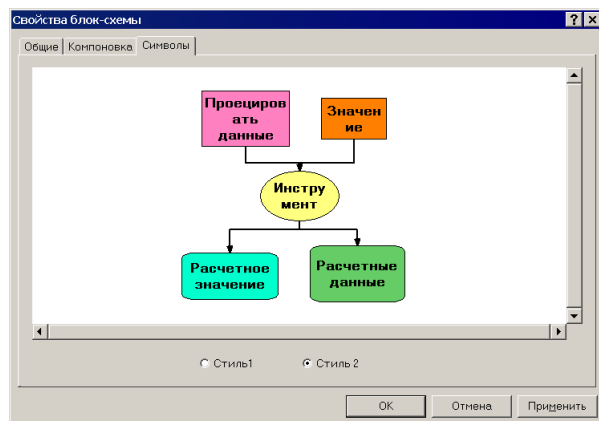 Свойства блок-схемы
Общие
Компоновка
Символы
Проециров
ать
данные
Значен
ие
Инстру
мент
Расчетное
значение
Расчетные
данные
Стиль1
Стиль 2
OK
Отмена
Применить